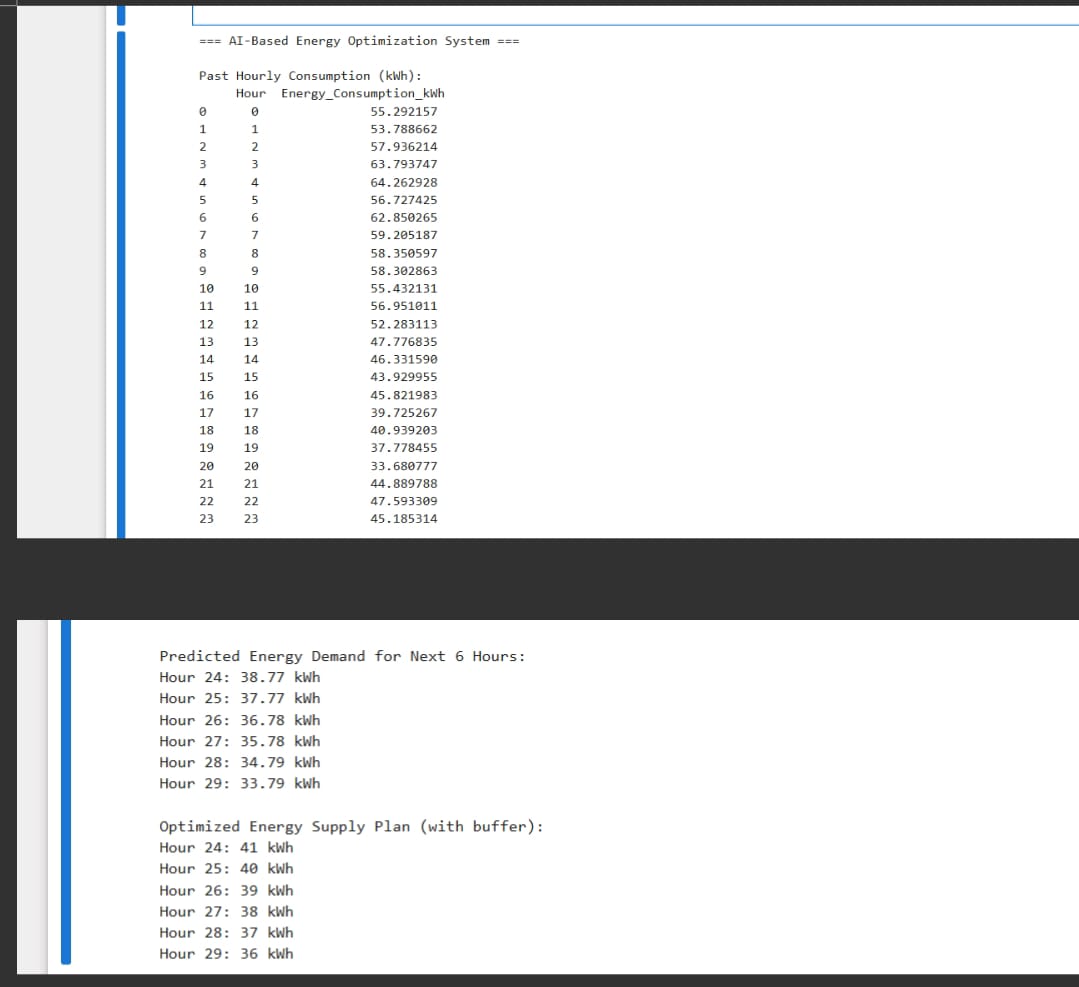 === AI-Based Energy Optimization System ===
Past Hourly Consumption (kWh):
Hour Energy_Consumption_kWh
0 0 55.292157
1 1 53.788662
2 2 57.936214
3 3 63.793747
4 4 64.262928
5 5 56.727425
6 6 62.850265
7 7 59.205187
8 8 58.350597
9 9 58.302863
10 10 55.432131
11 11 56.951011
12 12 52.283113
13 13 47.776835
14 14 46.331590
15 15 43.929955
16 16 45.821983
17 17 39.725267
18 18 40.939203
19 19 37.778455
20 20 33.680777
21 21 44.889788
22 22 47.593309
23 23 45.185314
Predicted Energy Demand for Next 6 Hours:
Hour 24: 38.77 kWh
Hour 25: 37.77 kWh
Hour 26: 36.78 kWh
Hour 27: 35.78 kWh
Hour 28: 34.79 kWh
Hour 29: 33.79 kWh
Optimized Energy Supply Plan (with buffer):
Hour 24: 41 kWh
Hour 25: 40 kWh
Hour 26: 39 kWh
Hour 27: 38 kWh
Hour 28: 37 kWh
Hour 29: 36 kWh